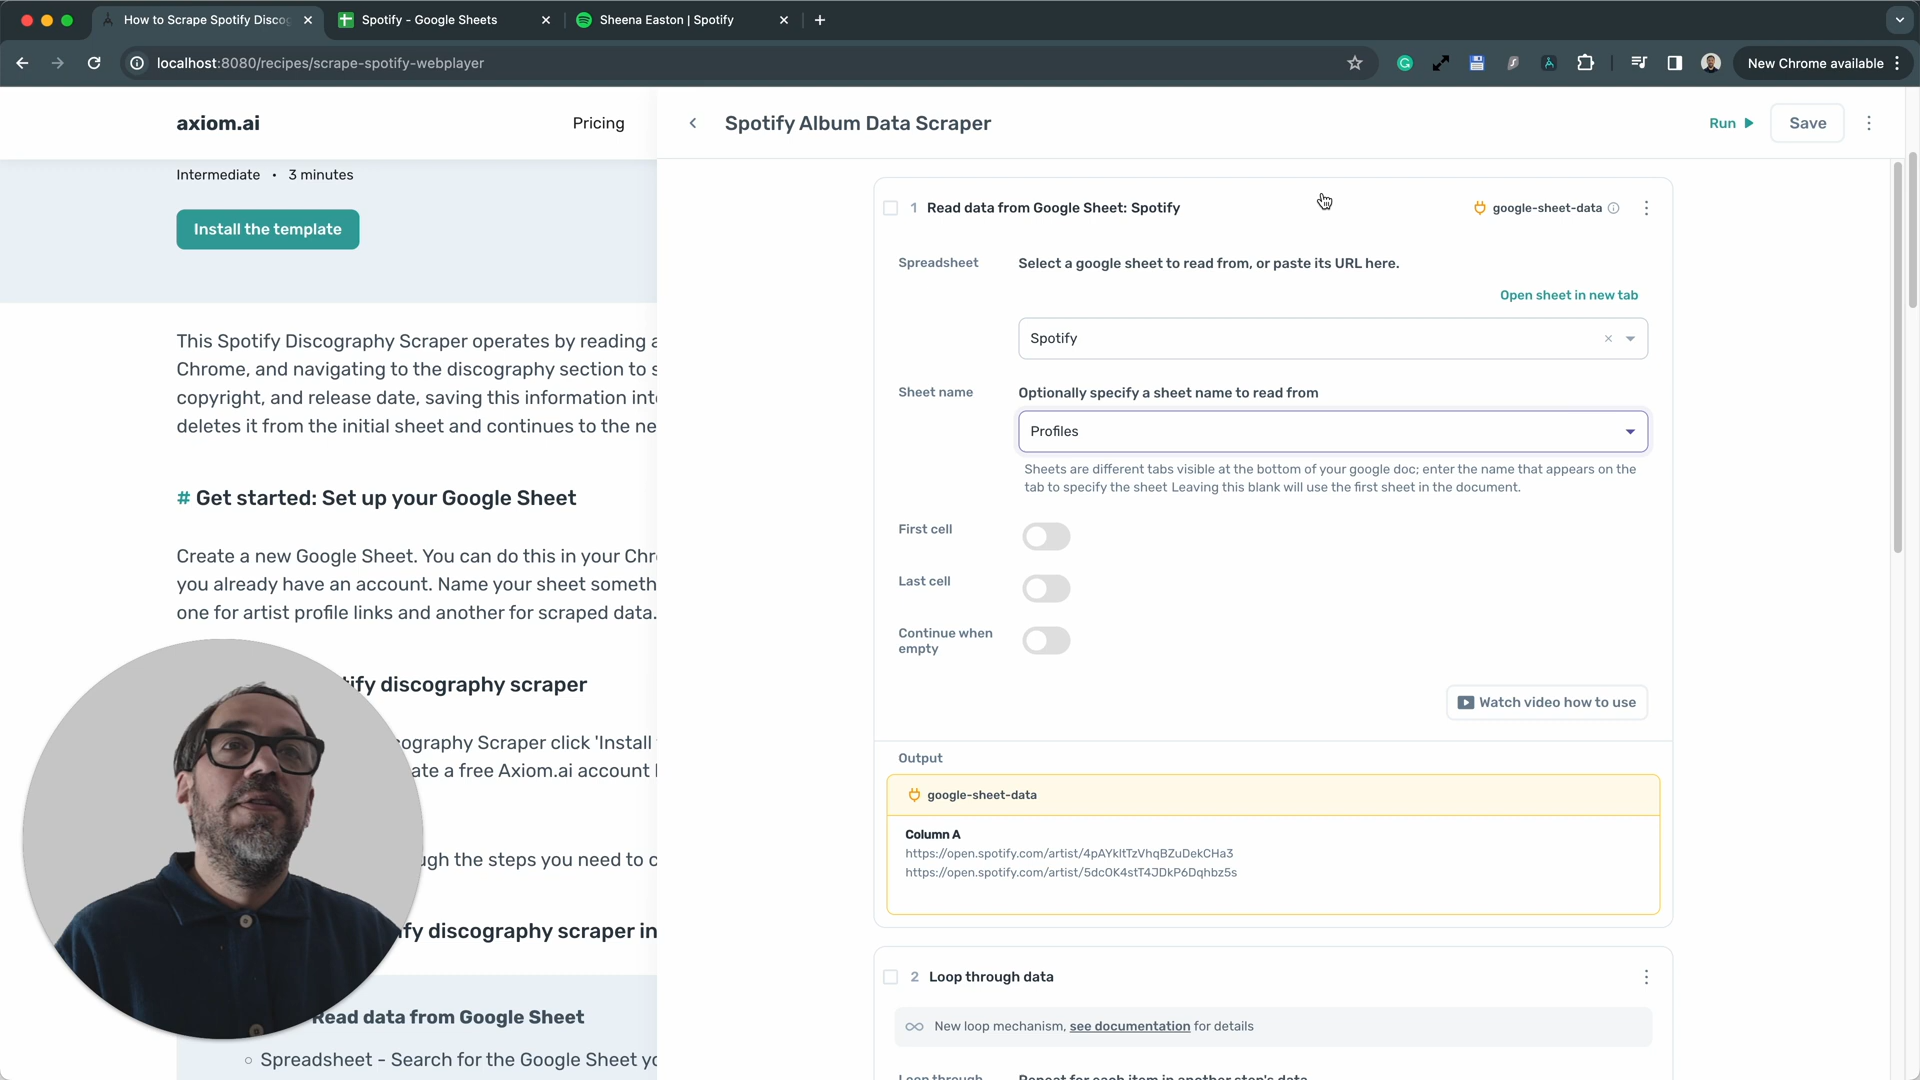 How to Scrape Spotify Discog
Spotify - Google Sheets
Sheena Easton | Spotify
localhost:8080/recipes/scrape-spotify-webplayer
New Chrome available
axiom.ai
Pricing
Intermediate • 3 minutes
Install the template
This Spotify Discography Scraper operates by reading a
Chrome, and navigating to the discography section to s
copyright, and release date, saving this information int
deletes it from the initial sheet and continues to the ne
# Get started: Set up your Google Sheet
Create a new Google Sheet. You can do this in your Chr
you already have an account. Name your sheet someth
one for artist profile links and another for scraped data.
tify discography scraper
cography Scraper click 'Install
ate a free Axiom.ai account
ugh the steps you need to c
ify discography scraper in
Read data from Google Sheet
Spreadsheet - Search for the Google Sheet yo
Spotify Album Data Scraper
Run
Save
1 Read data from Google Sheet: Spotify
google-sheet-data
Spreadsheet
Select a google sheet to read from, or paste its URL here.
Open sheet in new tab
Spotify
Sheet name
Optionally specify a sheet name to read from
Profiles
Sheets are different tabs visible at the bottom of your google doc; enter the name that appears on the
tab to specify the sheet Leaving this blank will use the first sheet in the document.
First cell
Last cell
Continue when
empty
Watch video how to use
Output
google-sheet-data
Column A
https://open.spotify.com/artist/4pAYkItTzVhqBZuDekCHa3
https://open.spotify.com/artist/5dcOK4stT4JDkP6Dqhbz5s
2 Loop through data
New loop mechanism, see documentation for details
Loop through
Repeat for each item in another step's data